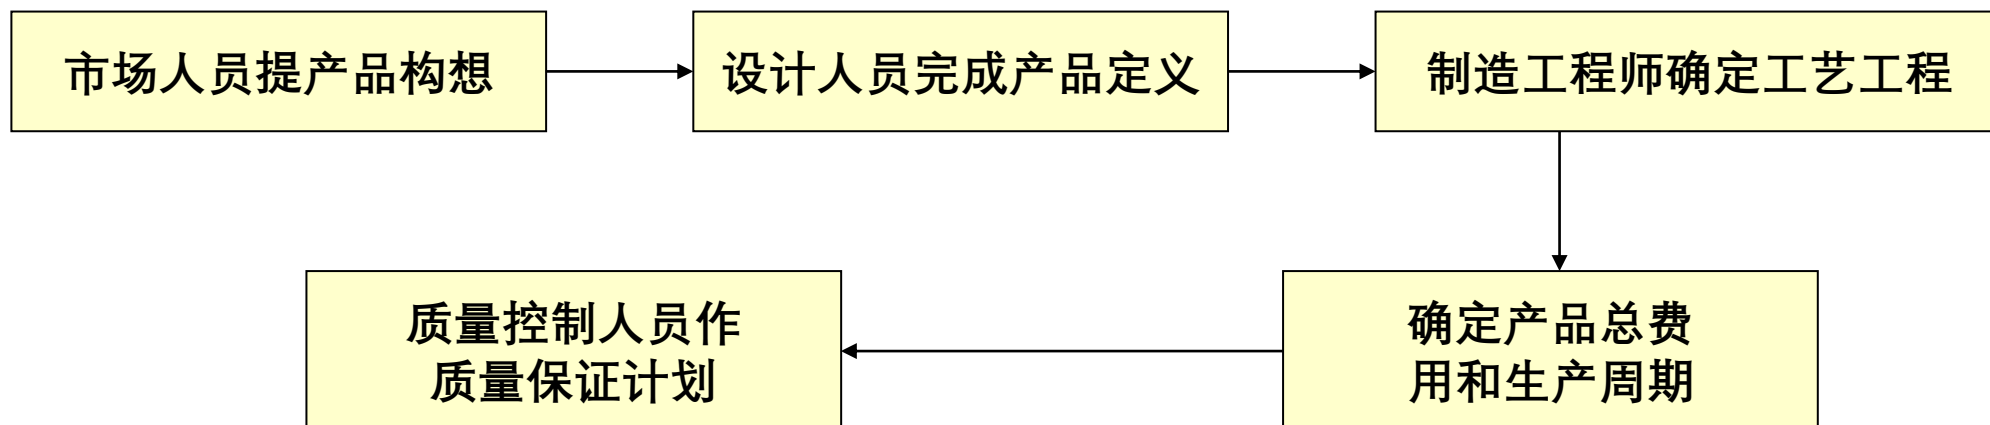 市场人员提产品构想
设计人员完成产品定义
制造工程师确定工艺工程
确定产品总费
用和生产周期
质量控制人员作
质量保证计划